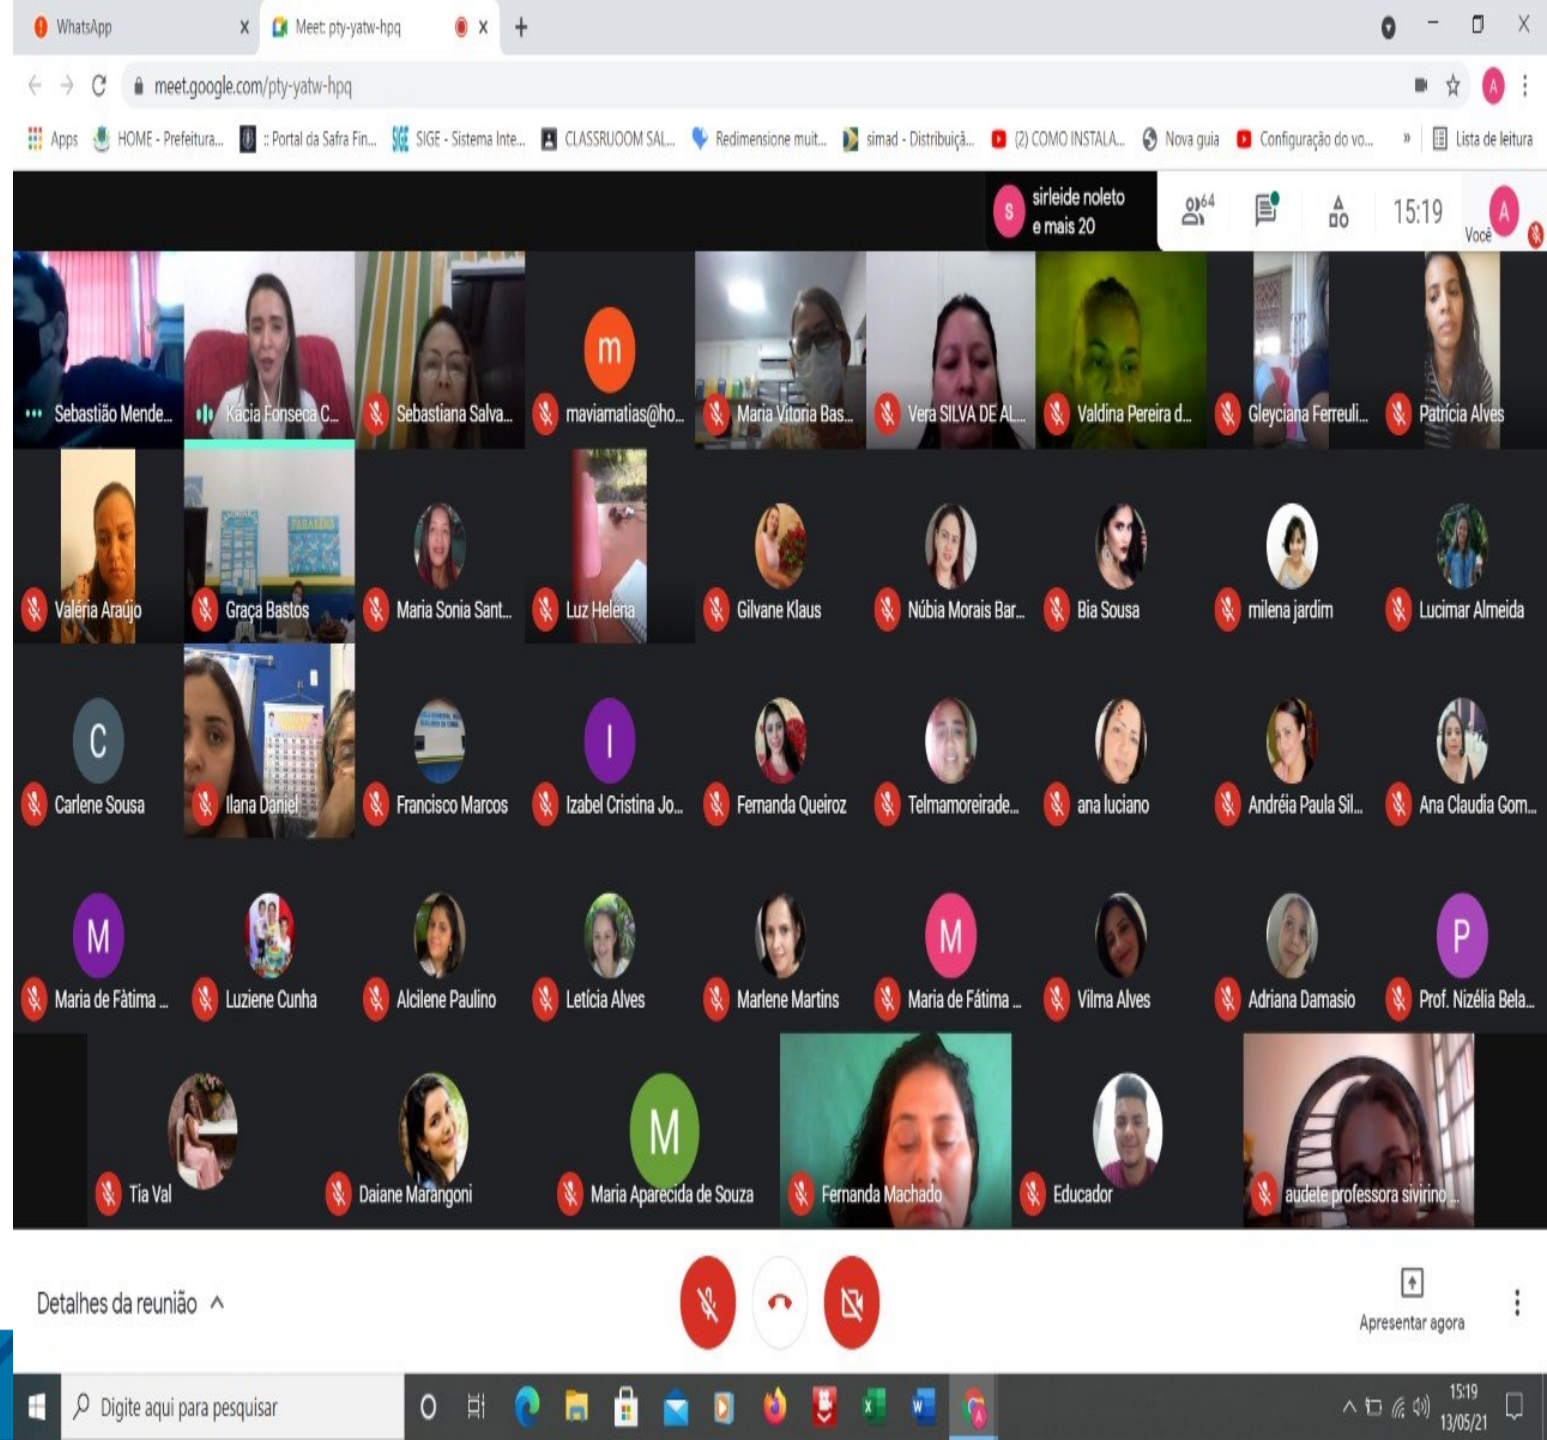 WhatsApp
Meet: pty-yatw-hpq
meet.google.com/pty-yatw-hpq
A
Apps
HOME - Prefeitura...
:: Portal da Safra Fin...
SIGE
SIGE - Sistema Inte...
CLASSRUOOM SAL...
Redimensione muit...
simad - Distribuiçã...
(2) COMO INSTALA...
Nova guia
Configuração do vo...
»
Lista de leitura
S
sirleide noleto
e mais 20
64
15:19
A
Você
m
Sebastião Mende...
Kácia Fonseca C...
Sebastiana Salva...
maviamatias@ho...
Maria Vitoria Bas...
Vera SILVA DE AL...
Valdina Pereira d...
Gleyciana Ferreuli...
Patricia Alves
PARABÉNS
Valéria Araújo
Graça Bastos
Maria Sonia Sant...
Luz Helena
Gilvane Klaus
Núbia Morais Bar...
Bia Sousa
milena jardim
Lucimar Almeida
C
I
Carlene Sousa
Ilana Daniel
Francisco Marcos
Izabel Cristina Jo...
Fernanda Queiroz
Telmamoreirade...
ana luciano
Andréia Paula Sil...
Ana Claudia Gom...
M
M
P
Maria de Fàtima ...
Luziene Cunha
Alcilene Paulino
Letícia Alves
Marlene Martins
Maria de Fátima ...
Vilma Alves
Adriana Damasio
Prof. Nizélia Bela...
M
Tia Val
Daiane Marangoni
Maria Aparecida de Souza
Fernanda Machado
Educador
audete professora sivirino ...
Detalhes da reunião
Apresentar agora
Digite aqui para pesquisar
15:19
13/05/21